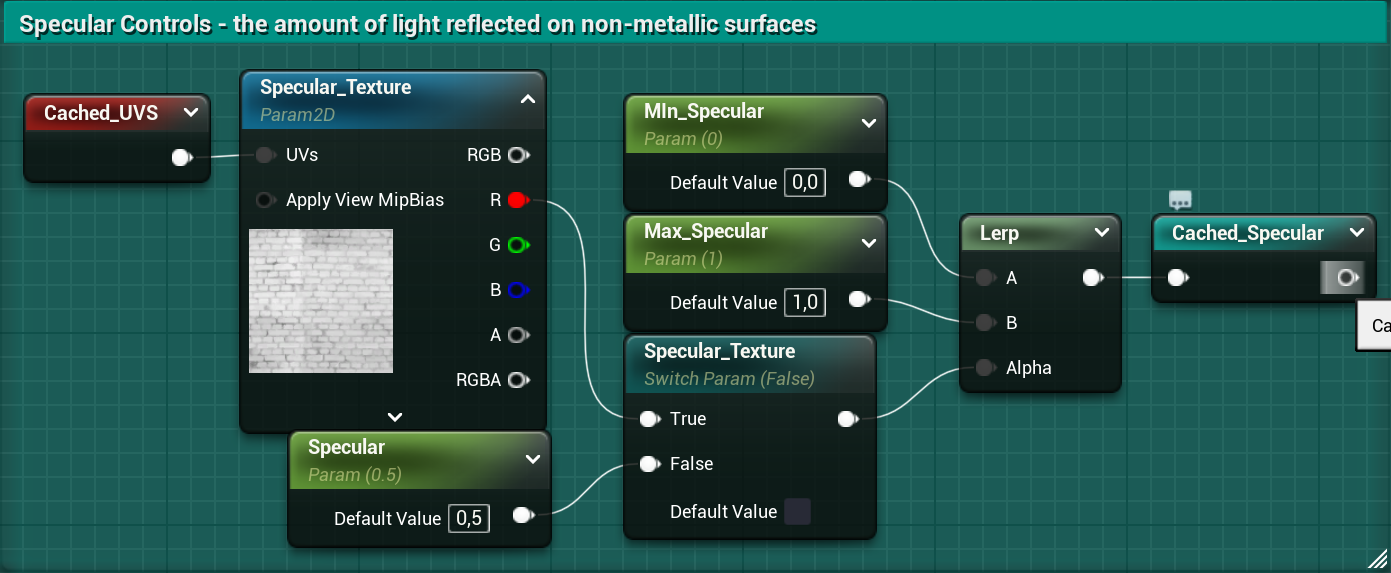 Specular Controls - the amount of light reflected on non-metallic surfaces
Cached_UVS
Specular_Texture
Param2D
UVs
RGB
Apply View MipBias
R
G
B
A
RGBA
Specular
Param (0.5)
Default Value 0,5
MIn_Specular
Param (0)
Default Value 0,0
Max_Specular
Param (1)
Default Value 1,0
Specular_Texture
Switch Param (False)
True
False
Default Value
Lerp
A
B
Alpha
Cached_Specular
Ca